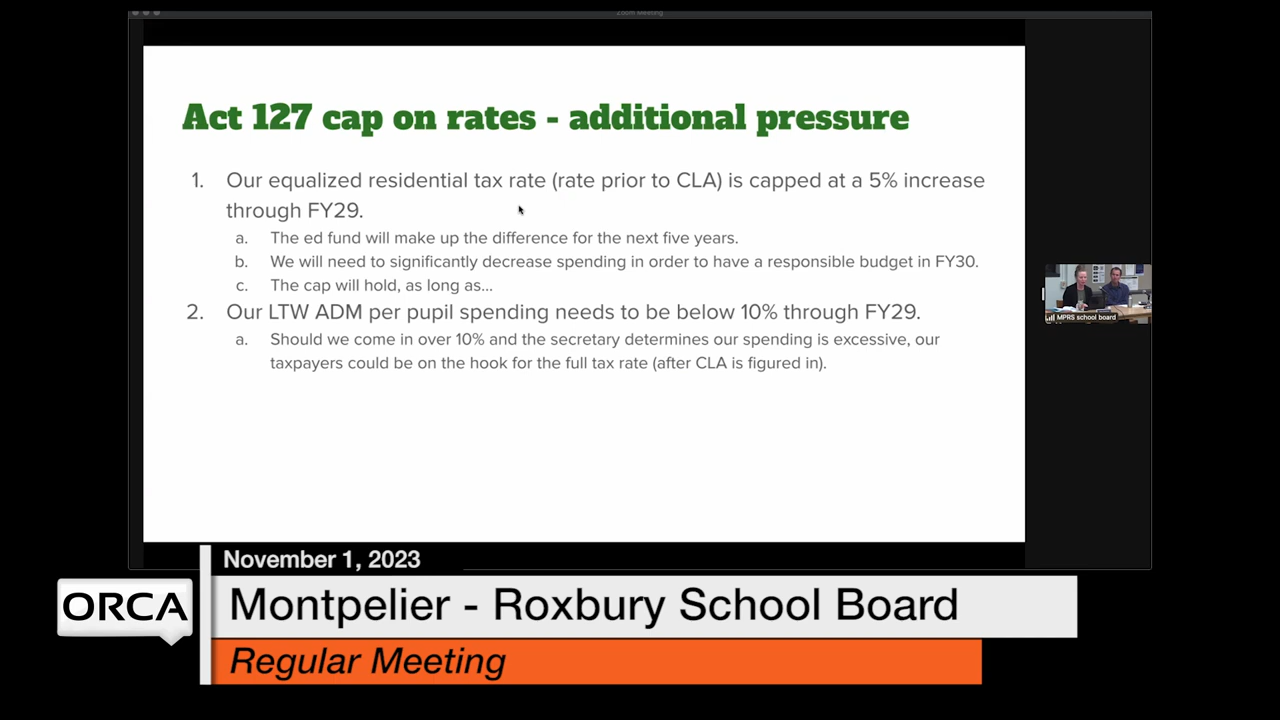 Zoom Meeting
Act 127 cap on rates - additional pressure
1. Our equalized residential tax rate (rate prior to CLA) is capped at a 5% increase
through FY29.
a. The ed fund will make up the difference for the next five years.
b. We will need to significantly decrease spending in order to have a responsible budget in FY30.
c. The cap will hold, as long as...
2. Our LTW ADM per pupil spending needs to be below 10% through FY29.
a. Should we come in over 10% and the secretary determines our spending is excessive, our
taxpayers could be on the hook for the full tax rate (after CLA is figured in).
MPRS school board
November 1, 2023
ORCA
Montpelier - Roxbury School Board
Regular Meeting